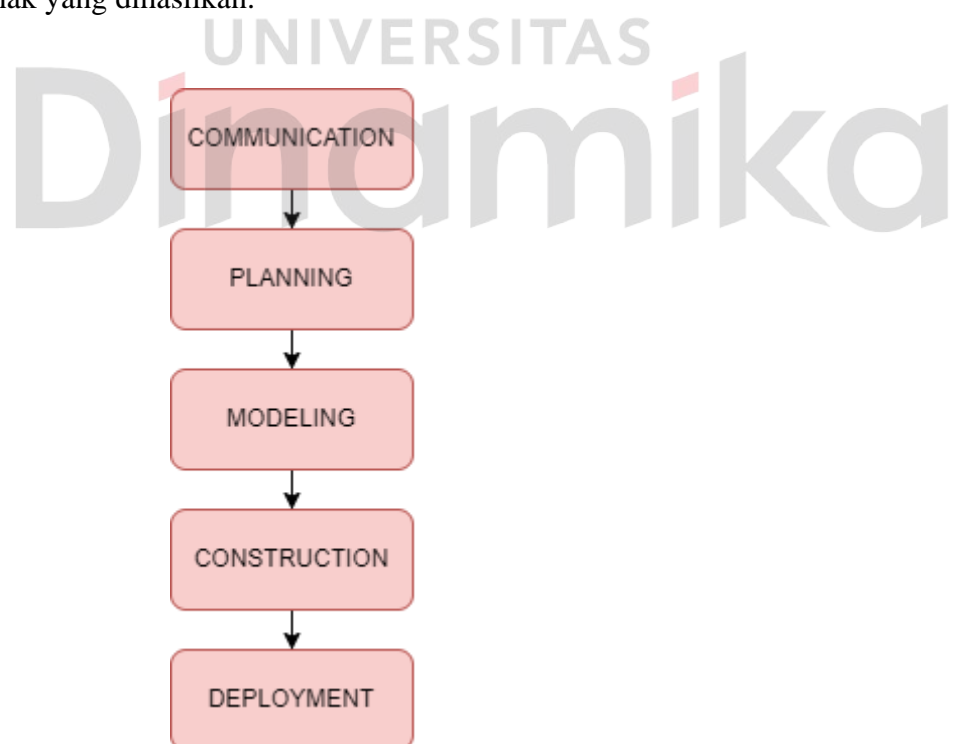 yang dihasilkan.
UNIVERSITAS
Dinamika
COMMUNICATION
PLANNING
MODELING
CONSTRUCTION
DEPLOYMENT